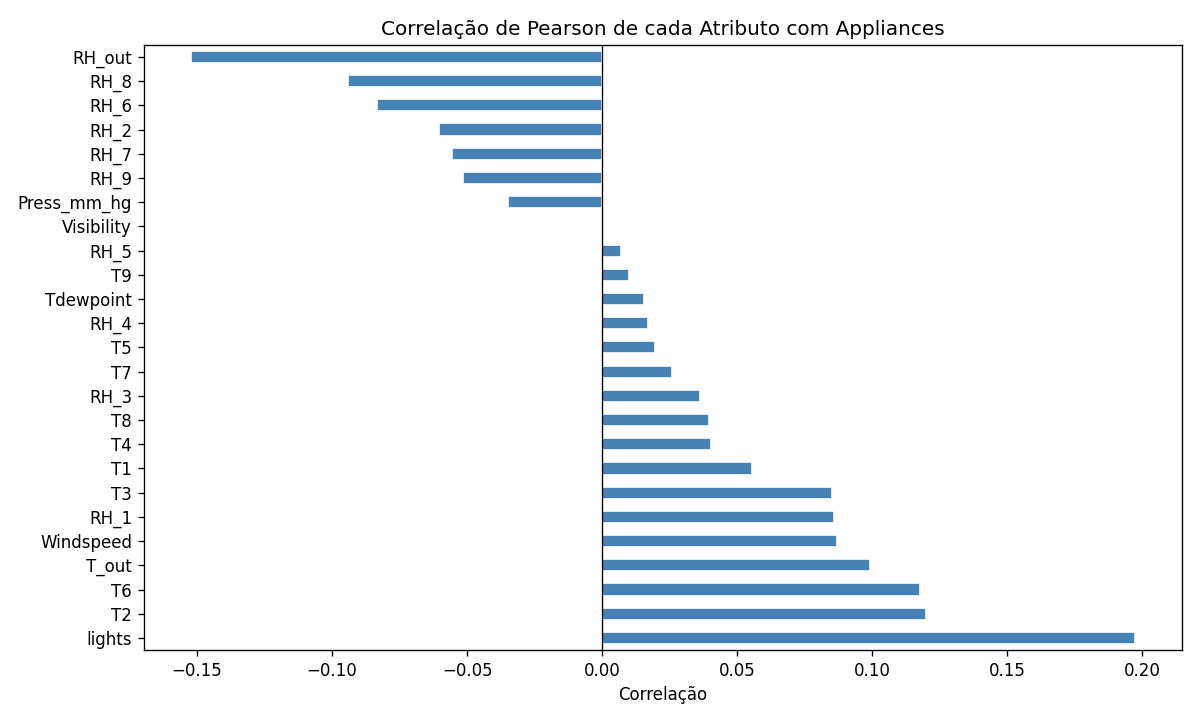 Correlação de Pearson de cada Atributo com Appliances
RH_out
RH_8
RH_6
RH_2
RH_7
RH_9
Press_mm_hg
Visibility
RH_5
T9
Tdewpoint
RH_4
T5
T7
RH_3
T8
T4
T1
T3
RH_1
Windspeed
T_out
T6
T2
lights
−0.15 −0.10 −0.05 0.00 0.05 0.10 0.15 0.20
Correlação